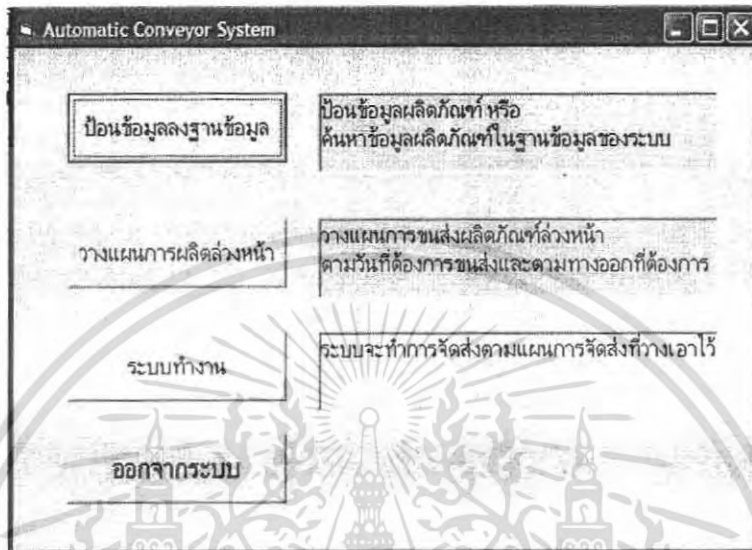 Automatic Conveyor System
ป้อนข้อมูลลงฐานข้อมูล
ป้อนข้อมูลผลิตภัณฑ์ หรือ
ค้นหาข้อมูลผลิตภัณฑ์ในฐานข้อมูลของระบบ
วางแผนการผลิตล่วงหน้า
วางแผนการขนส่งผลิตภัณฑ์ล่วงหน้า
ตามวันที่ต้องการขนส่งและตามทางออกที่ต้องการ
ระบบทำงาน
ระบบจะทำการจัดส่งตามแผนการจัดส่งที่วางเอาไว้
ออกจากระบบ